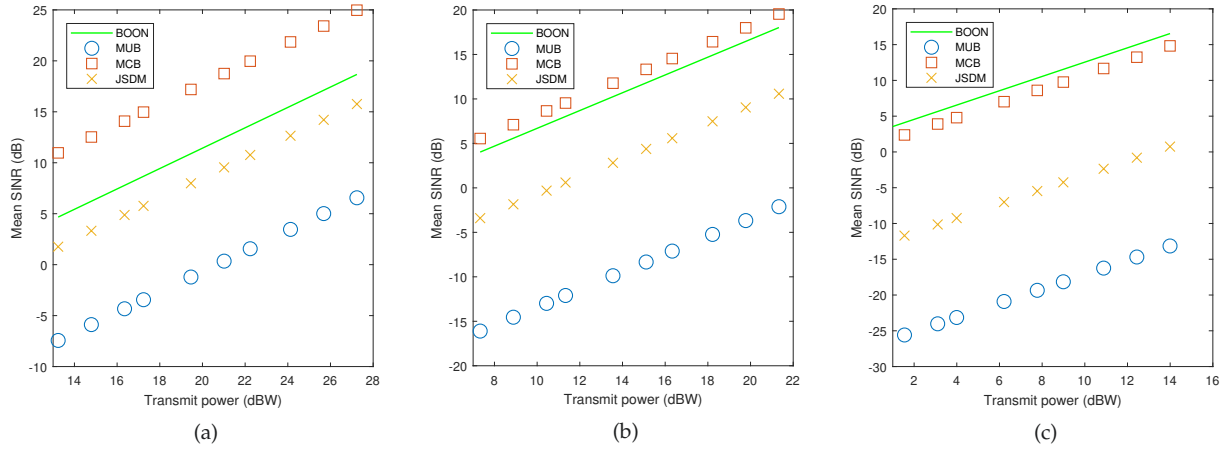 25
20
15
10
5
0
-5
-10
14
16
18
20
22
24
26
28
Mean SINR (dB)
Transmit power (dBW)
BOON
MUB
MCB
JSDM
(a)
20
15
10
5
0
-5
-10
-15
-20
8
10
12
14
16
18
20
22
Mean SINR (dB)
Transmit power (dBW)
BOON
MUB
MCB
JSDM
(b)
20
15
10
5
0
-5
-10
-15
-20
-25
-30
2
4
6
8
10
12
14
16
Mean SINR (dB)
Transmit power (dBW)
BOON
MUB
MCB
JSDM
(c)